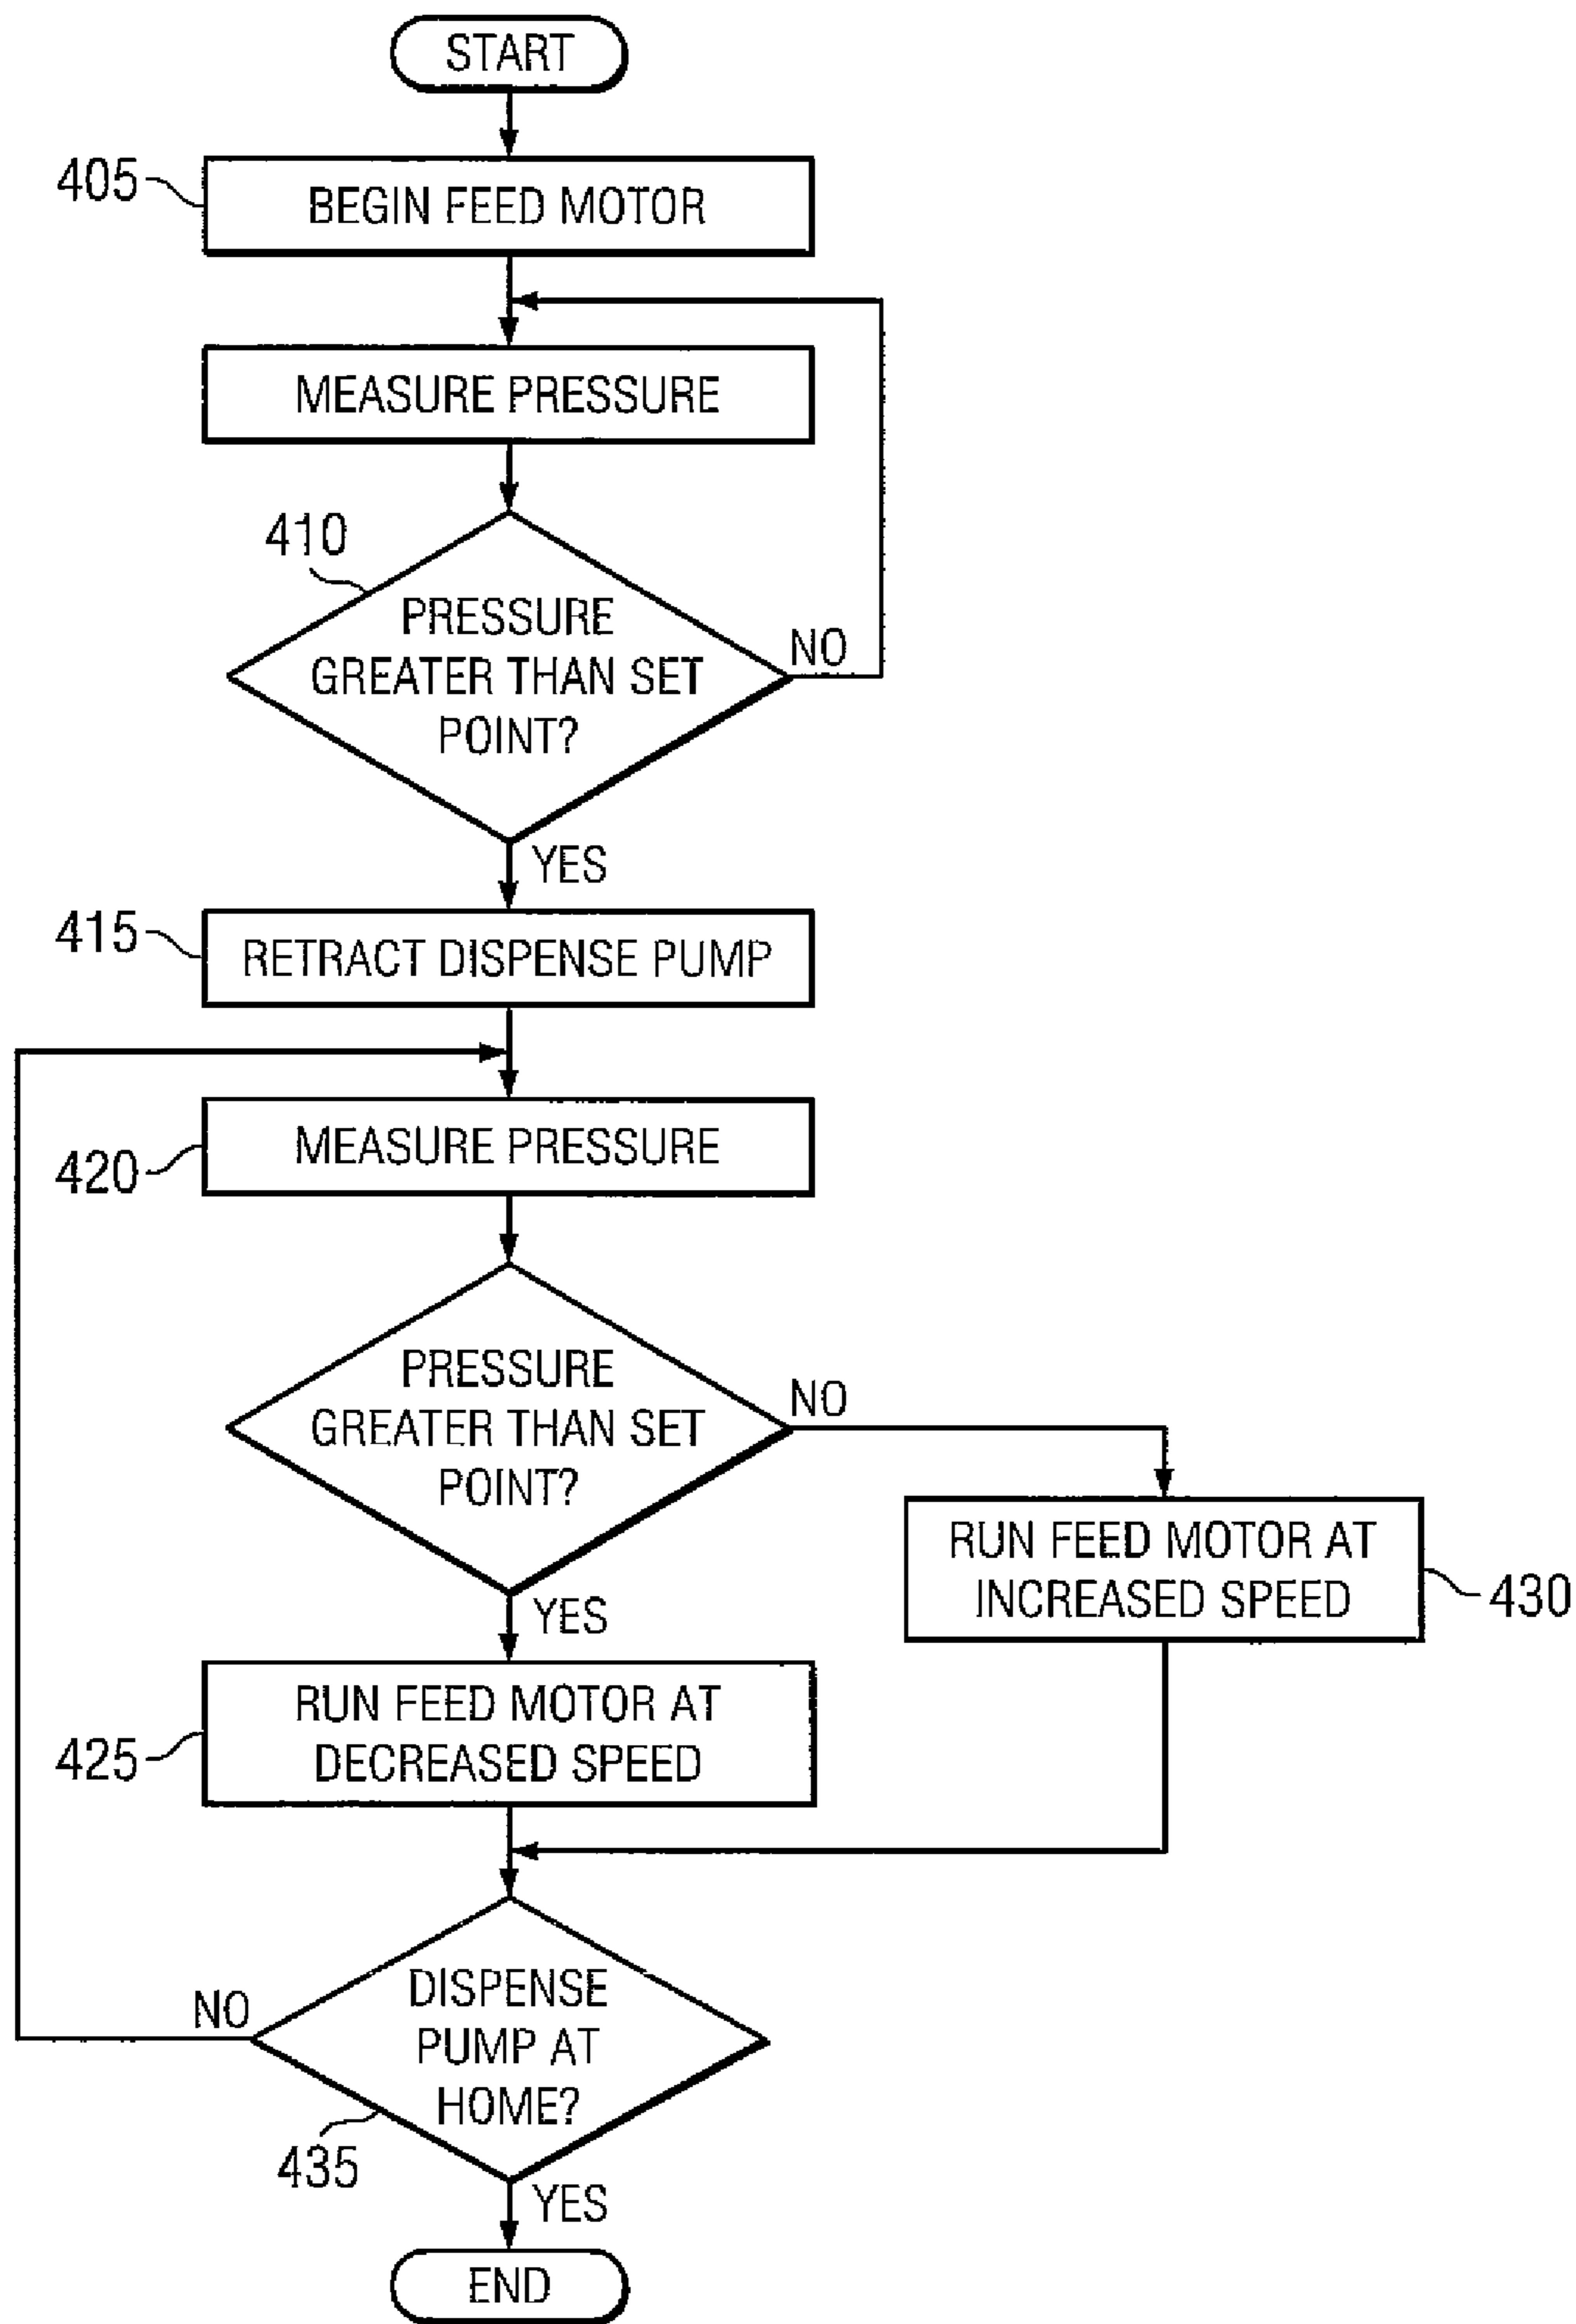 START
405
BEGIN FEED MOTOR
MEASURE PRESSURE
410
PRESSURE
GREATER THAN SET
POINT?
NO
YES
415
RETRACT DISPENSE PUMP
420
MEASURE PRESSURE
PRESSURE
GREATER THAN SET
POINT?
NO
YES
RUN FEED MOTOR AT
INCREASED SPEED
430
425
RUN FEED MOTOR AT
DECREASED SPEED
DISPENSE
PUMP AT
HOME?
NO
435
YES
END